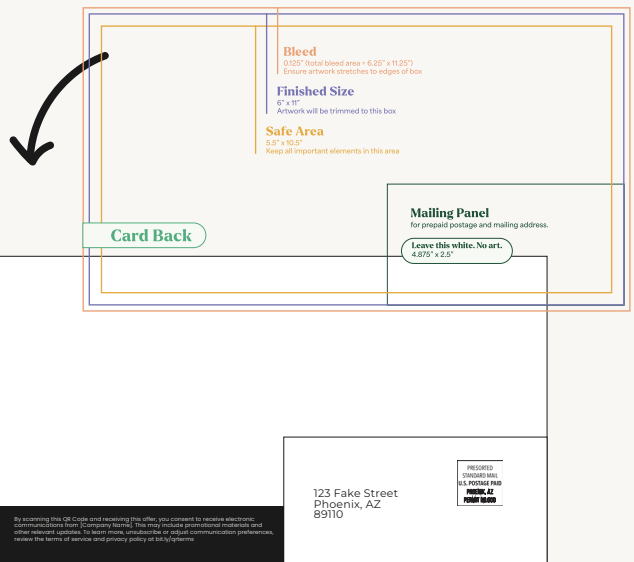 Bleed
0.125" (total bleed area = 6.25" x 11.25")
Ensure artwork stretches to edges of box
Finished Size
6" x 11"
Artwork will be trimmed to this box
Safe Area
5.5" x 10.5"
Keep all important elements in this area
Mailing Panel
for prepaid postage and mailing address.
Card Back
Leave this white. No art.
4.875" x 2.5"
PRESORTED
STANDARD MAIL
U.S. POSTAGE PAID
PHOENIX, AZ
PERMIT NO.
123 Fake Street
Phoenix, AZ
89110
By scanning this QR Code and receiving this offer, you consent to receive electronic
communications from [Company Name]. This may include promotional materials and
other relevant updates. To learn more, unsubscribe or adjust communication preferences,
review the terms of service and privacy policy at bit.ly/qrterms